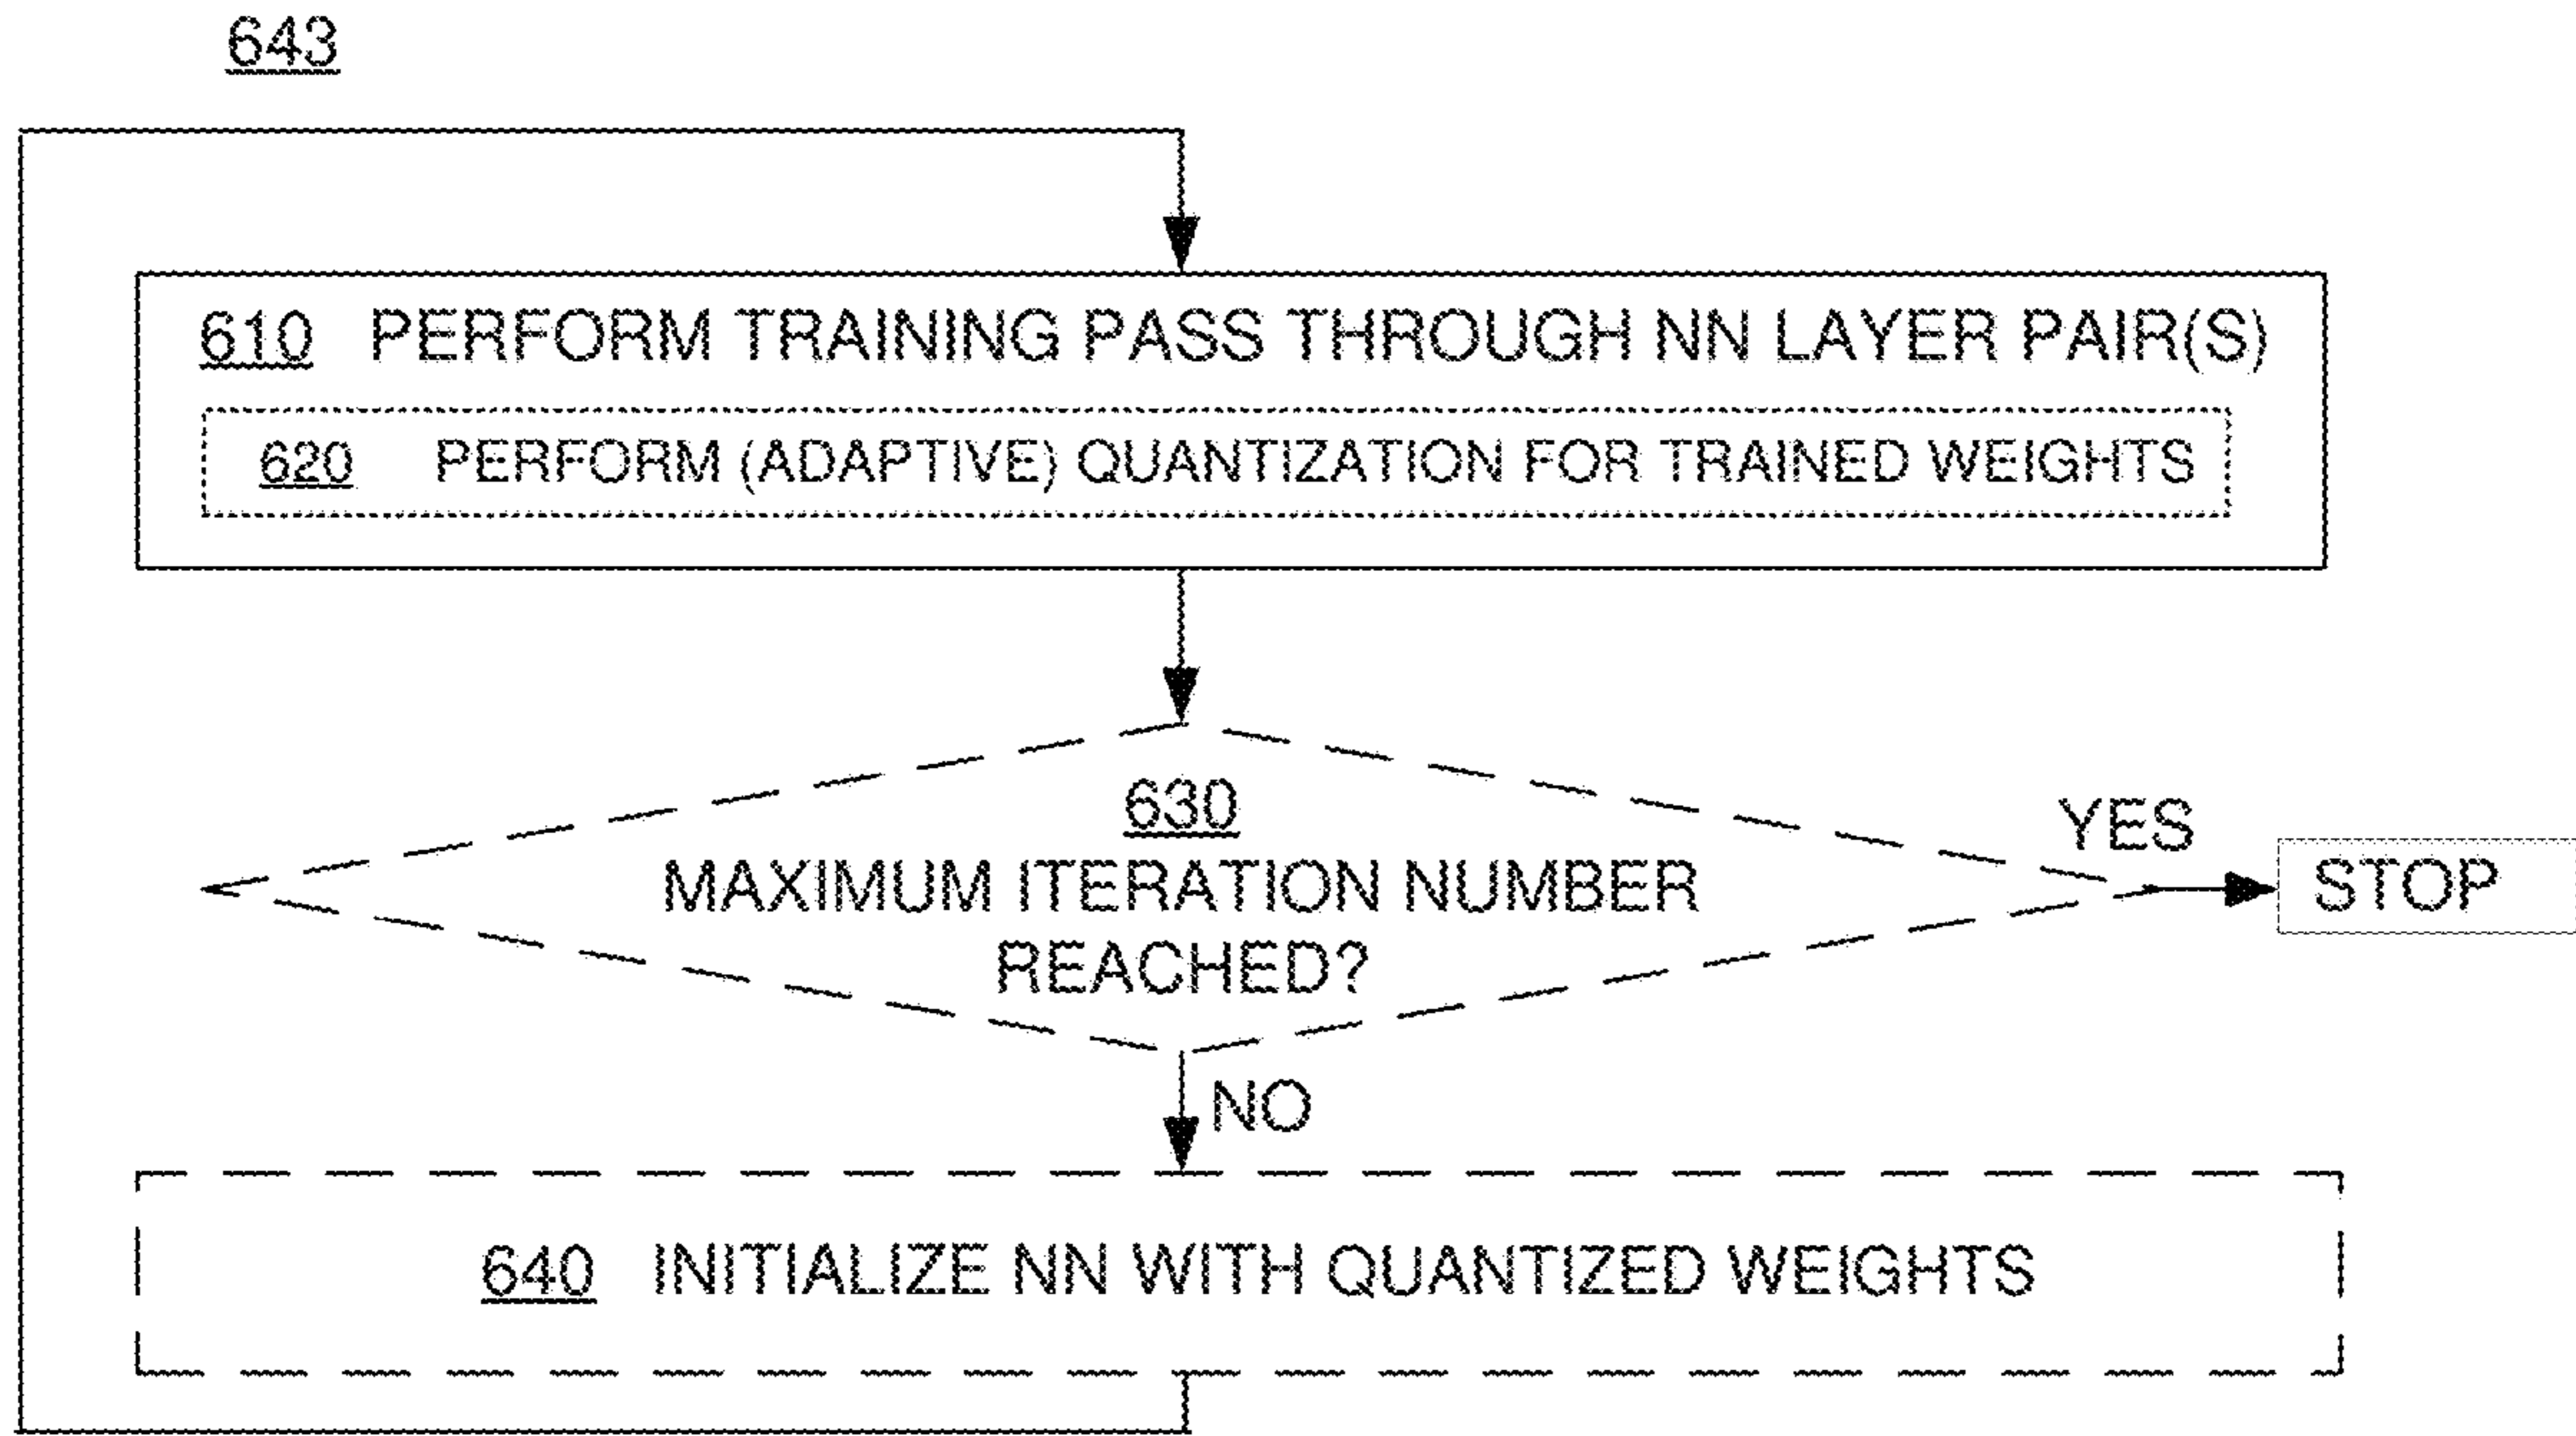 643
610 PERFORM TRAINING PASS THROUGH NN LAYER PAIR(S)
620 PERFORM (ADAPTIVE) QUANTIZATION FOR TRAINED WEIGHTS
630
MAXIMUM ITERATION NUMBER
REACHED?
YES
STOP
NO
640 INITIALIZE NN WITH QUANTIZED WEIGHTS